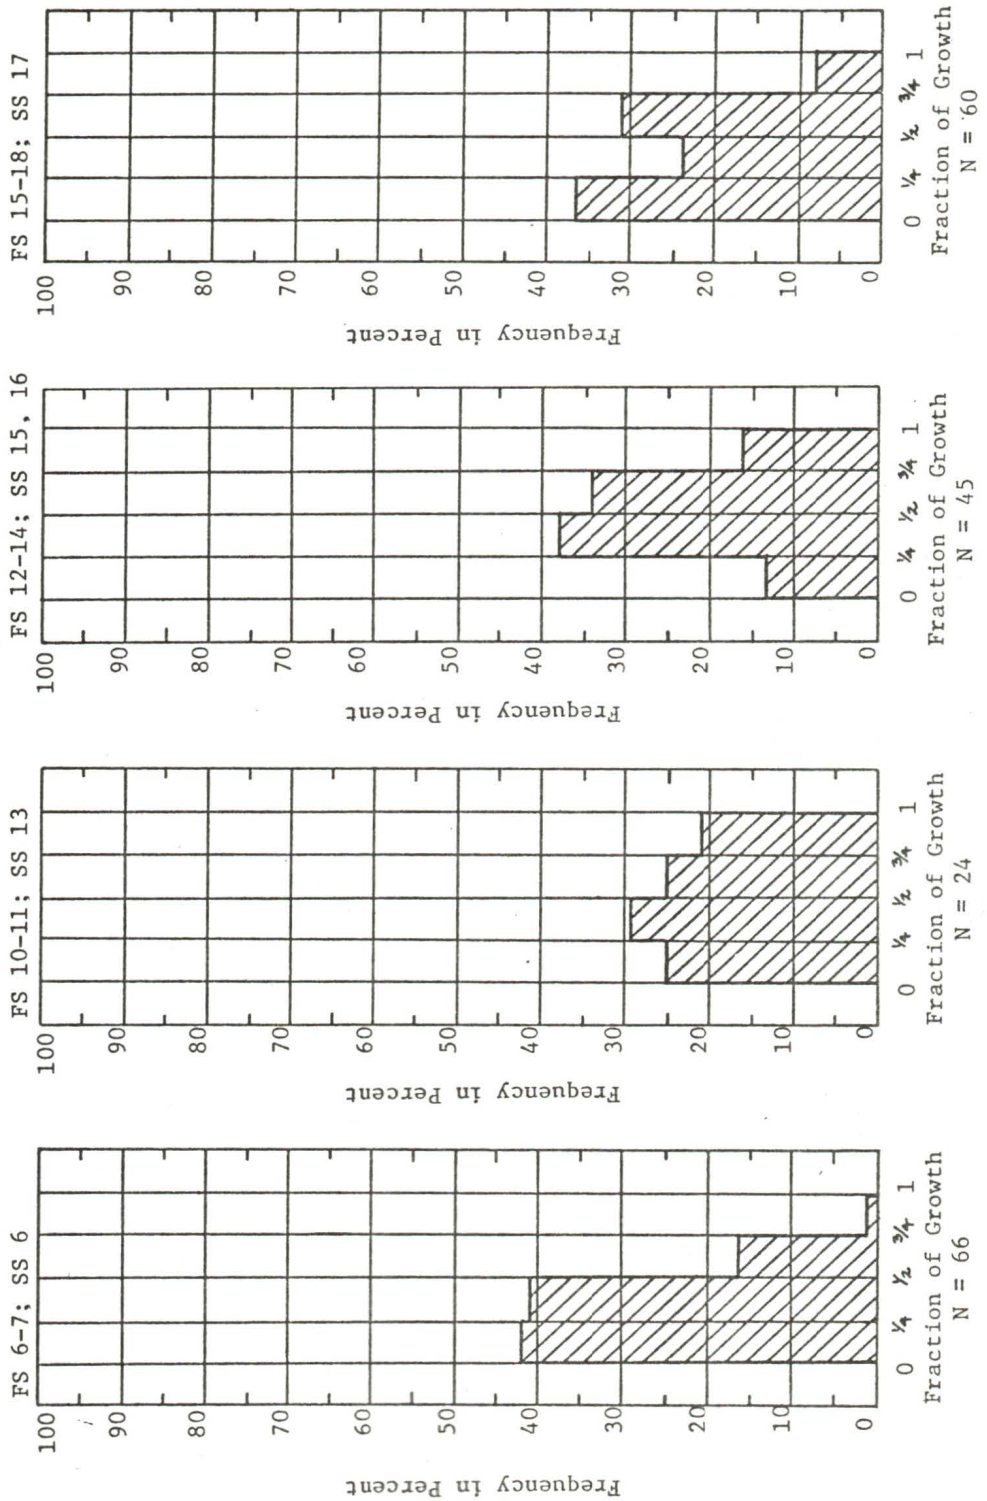 FS 6-7; SS 6
Frequency in Percent
100
90
80
70
60
50
40
30
20
10
0
0 ¼ ½ ¾ 1
Fraction of Growth
N = 66
FS 10-11; SS 13
Frequency in Percent
100
90
80
70
60
50
40
30
20
10
0
0 ¼ ½ ¾ 1
Fraction of Growth
N = 24
FS 12-14; SS 15, 16
Frequency in Percent
100
90
80
70
60
50
40
30
20
10
0
0 ¼ ½ ¾ 1
Fraction of Growth
N = 45
FS 15-18; SS 17
Frequency in Percent
100
90
80
70
60
50
40
30
20
10
0
0 ¼ ½ ¾ 1
Fraction of Growth
N = 60